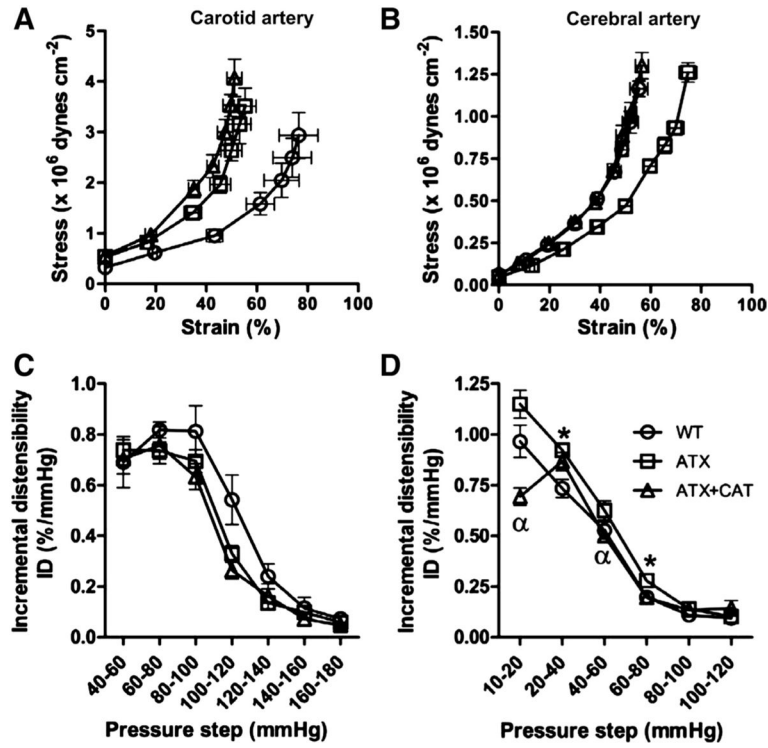 A
Carotid artery
Stress (x 10⁶ dynes cm⁻²)
5
4
3
2
1
0
0 20 40 60 80 100
Strain (%)
B
Cerebral artery
Stress (x 10⁶ dynes cm⁻²)
1.50
1.25
1.00
0.75
0.50
0.25
0.00
0 20 40 60 80 100
Strain (%)
C
Incremental distensibility
ID (%/mmHg)
1.0
0.8
0.6
0.4
0.2
0.0
40-60 60-80 80-100 100-120 120-140 140-160 160-180
Pressure step (mmHg)
D
Incremental distensibility
ID (%/mmHg)
1.25
1.00
0.75
0.50
0.25
0.00
* WT
ATX
ATX+CAT
α
α *
10-20 20-40 40-60 60-80 80-100 100-120
Pressure step (mmHg)